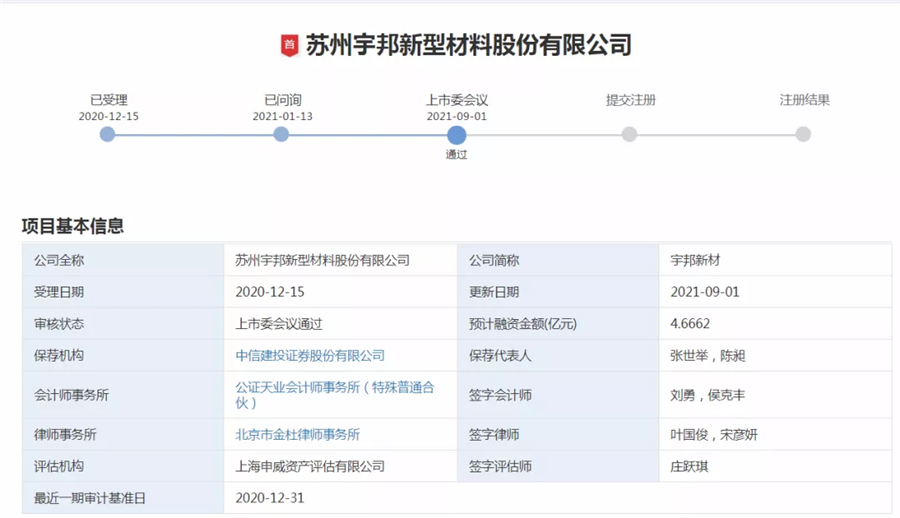 首 苏州宇邦新型材料股份有限公司
已受理 已问询 上市委会议 提交注册 注册结果
2020-12-15 2021-01-13 2021-09-01
通过
项目基本信息
公司全称 苏州宇邦新型材料股份有限公司 公司简称 宇邦新材
受理日期 2020-12-15 更新日期 2021-09-01
审核状态 上市委会议通过 预计融资金额(亿元) 4.6662
保荐机构 中信建投证券股份有限公司 保荐代表人 张世举，陈昶
会计师事务所 公证天业会计师事务所（特殊普通合
伙） 签字会计师 刘勇，侯克丰
律师事务所 北京市金杜律师事务所 签字律师 叶国俊，宋彦妍
评估机构 上海申威资产评估有限公司 签字评估师 庄跃琪
最近一期审计基准日 2020-12-31